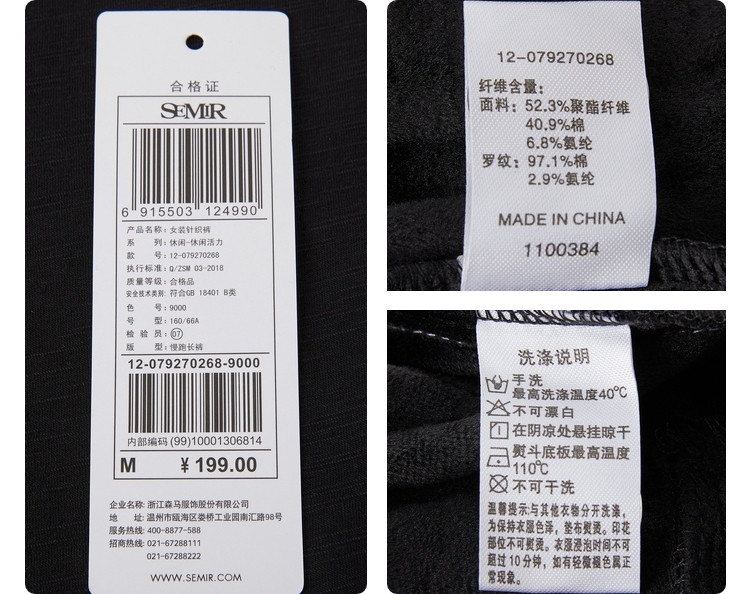 合格证
SEMIR
6 915503 124990
产品名称: 女装针织裤
系 列: 休闲-休闲活力
款 号: 12-079270268
执行标准: Q/ZSM 03-2018
质量等级: 合格品
安全技术类别: 符合GB 18401 B类
色 号: 9000
号 型: 160/66A
检 验 员: 07
版 型: 慢跑长裤
12-079270268-9000
内部编码 (99)10001306814
M ¥199.00
企业名称: 浙江森马服饰股份有限公司
地 址: 温州市瓯海区娄桥工业园南汇路98号
服务热线: 400-8877-588
招商热线: 021-67288111
021-67288222
WWW.SEMIR.COM
12-079270268
纤维含量:
面料: 52.3%聚酯纤维
40.9%棉
6.8%氨纶
罗纹: 97.1%棉
2.9%氨纶
MADE IN CHINA
1100384
洗涤说明
手洗
最高洗涤温度40℃
不可漂白
在阴凉处悬挂晾干
熨斗底板最高温度
110℃
不可干洗
温馨提示:与其他衣物分开洗涤,
为保持衣服色泽,垫布熨烫。印花
部位不可熨烫。衣服浸泡时间不可
超过10分钟,如有轻微褪色属正
常现象。